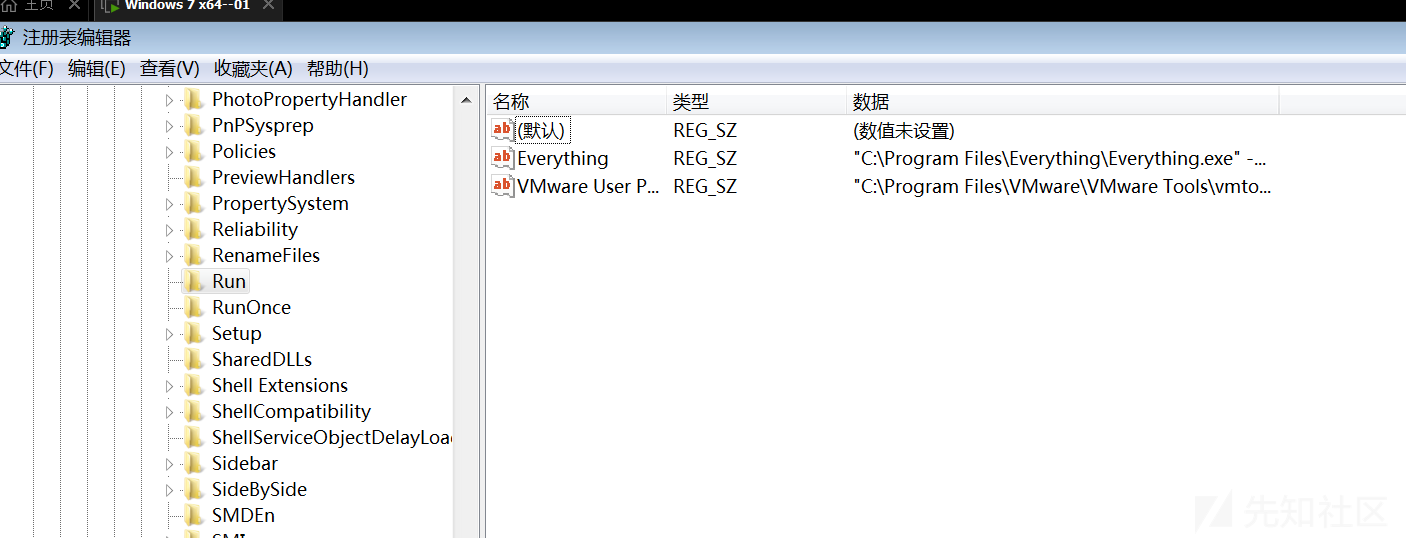 主页 Windows 7 x64--01
注册表编辑器
文件(F) 编辑(E) 查看(V) 收藏夹(A) 帮助(H)
PhotoPropertyHandler
PnPSysprep
Policies
PreviewHandlers
PropertySystem
Reliability
RenameFiles
Run
RunOnce
Setup
SharedDLLs
Shell Extensions
ShellCompatibility
ShellServiceObjectDelayLoa
Sidebar
SideBySide
SMDEn
名称 类型 数据
(默认) REG_SZ (数值未设置)
Everything REG_SZ "C:\Program Files\Everything\Everything.exe" -...
VMware User P... REG_SZ "C:\Program Files\VMware\VMware Tools\vmto...
先知社区